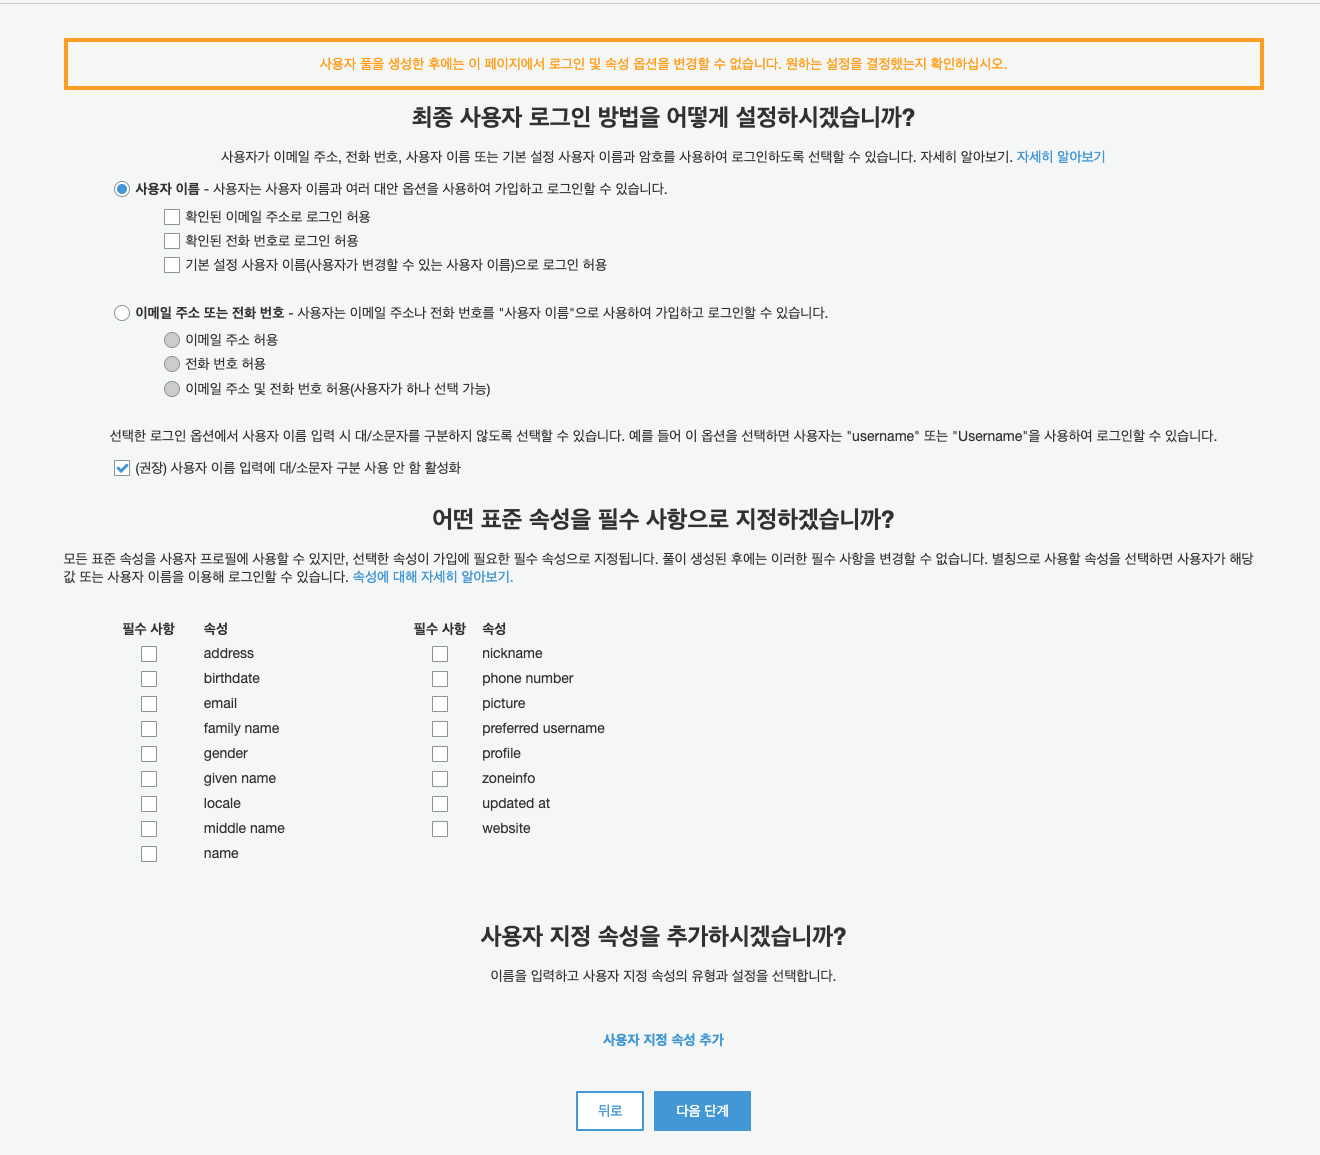 사용자 풀을 생성한 후에는 이 페이지에서 로그인 및 속성 옵션을 변경할 수 없습니다. 원하는 설정을 결정했는지 확인하십시오.
최종 사용자 로그인 방법을 어떻게 설정하시겠습니까?
사용자가 이메일 주소, 전화 번호, 사용자 이름 또는 기본 설정 사용자 이름과 암호를 사용하여 로그인하도록 선택할 수 있습니다. 자세히 알아보기. 자세히 알아보기
사용자 이름 - 사용자는 사용자 이름과 여러 대안 옵션을 사용하여 가입하고 로그인할 수 있습니다.
확인된 이메일 주소로 로그인 허용
확인된 전화 번호로 로그인 허용
기본 설정 사용자 이름(사용자가 변경할 수 있는 사용자 이름)으로 로그인 허용
이메일 주소 또는 전화 번호 - 사용자는 이메일 주소나 전화 번호를 "사용자 이름"으로 사용하여 가입하고 로그인할 수 있습니다.
이메일 주소 허용
전화 번호 허용
이메일 주소 및 전화 번호 허용(사용자가 하나 선택 가능)
선택한 로그인 옵션에서 사용자 이름 입력 시 대/소문자를 구분하지 않도록 선택할 수 있습니다. 예를 들어 이 옵션을 선택하면 사용자는 "username" 또는 "Username"을 사용하여 로그인할 수 있습니다.
(권장) 사용자 이름 입력에 대/소문자 구분 사용 안 함 활성화
어떤 표준 속성을 필수 사항으로 지정하겠습니까?
모든 표준 속성을 사용자 프로필에 사용할 수 있지만, 선택한 속성이 가입에 필요한 필수 속성으로 지정됩니다. 풀이 생성된 후에는 이러한 필수 사항을 변경할 수 없습니다. 별칭으로 사용할 속성을 선택하면 사용자가 해당
값 또는 사용자 이름을 이용해 로그인할 수 있습니다. 속성에 대해 자세히 알아보기.
필수 사항 속성 필수 사항 속성
address nickname
birthdate phone number
email picture
family name preferred username
gender profile
given name zoneinfo
locale updated at
middle name website
name
사용자 지정 속성을 추가하시겠습니까?
이름을 입력하고 사용자 지정 속성의 유형과 설정을 선택합니다.
사용자 지정 속성 추가
뒤로 다음 단계